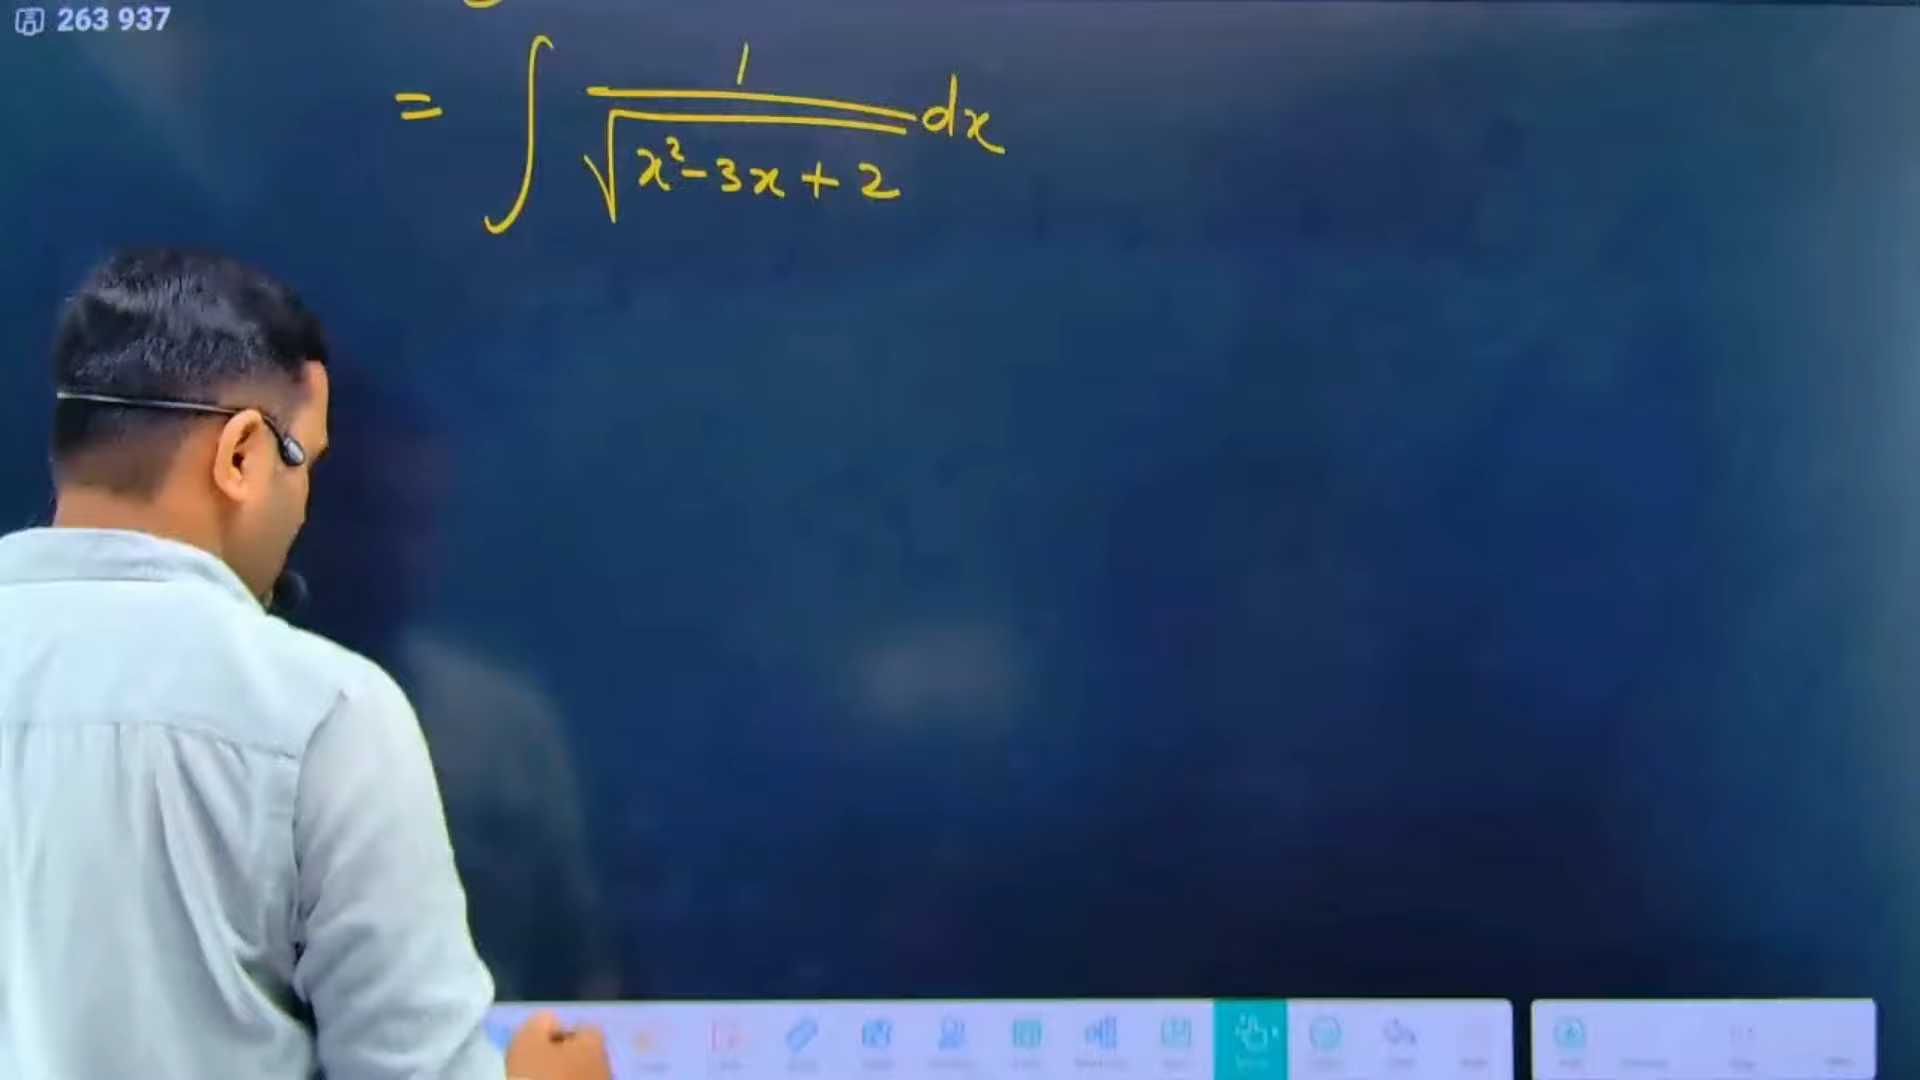 263 937
= ∫ 1/√(x²-3x+2) dx